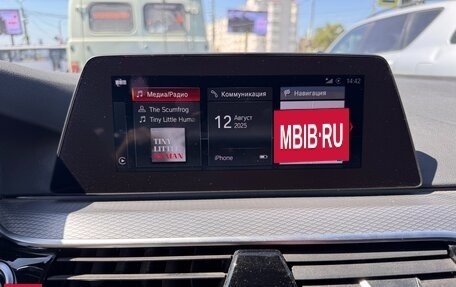 14:42
Медиа/Радио
Коммуникация
Навигация
The Scumfrog
Tiny Little Huma
12 Август
2025
TINY
LITTLE
HUMAN
iPhone
MBIB·RU